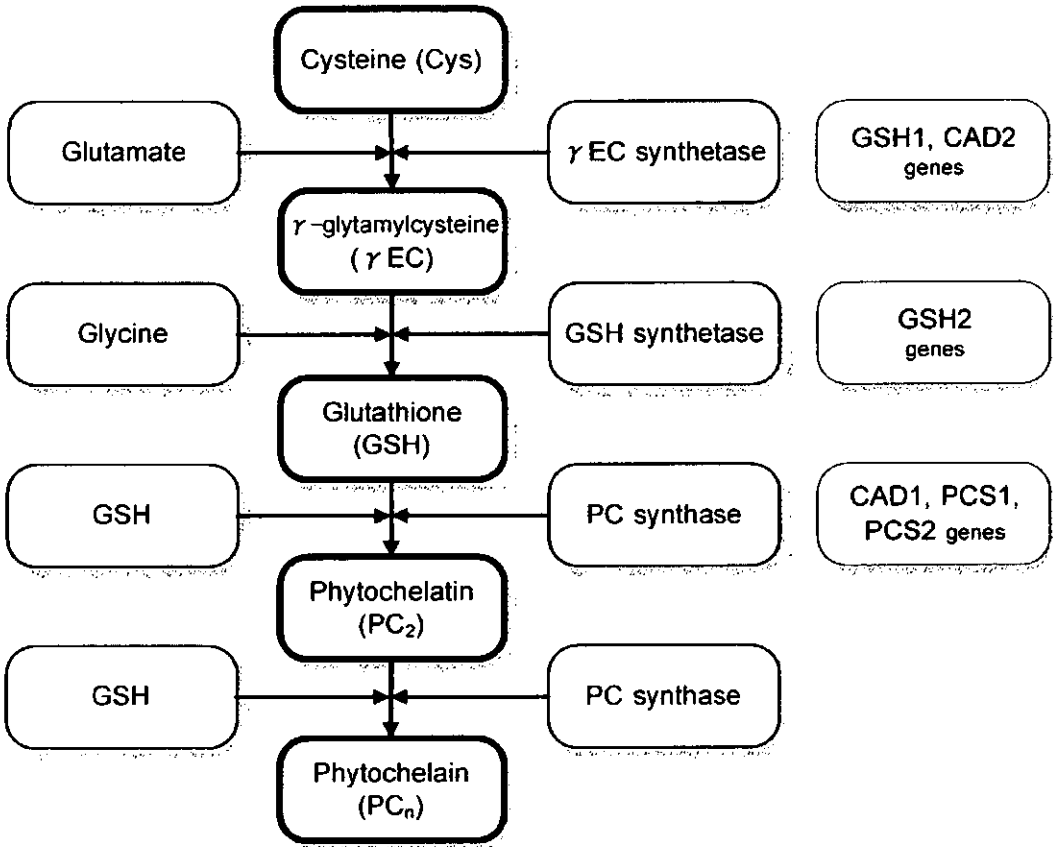 Cysteine (Cys)
Glutamate
γ EC synthetase
GSH1, CAD2
genes
γ-glytamylcysteine
(γ EC)
Glycine
GSH synthetase
GSH2
genes
Glutathione
(GSH)
GSH
PC synthase
CAD1, PCS1,
PCS2 genes
Phytochelatin
(PC₂)
GSH
PC synthase
Phytochelain
(PCₙ)